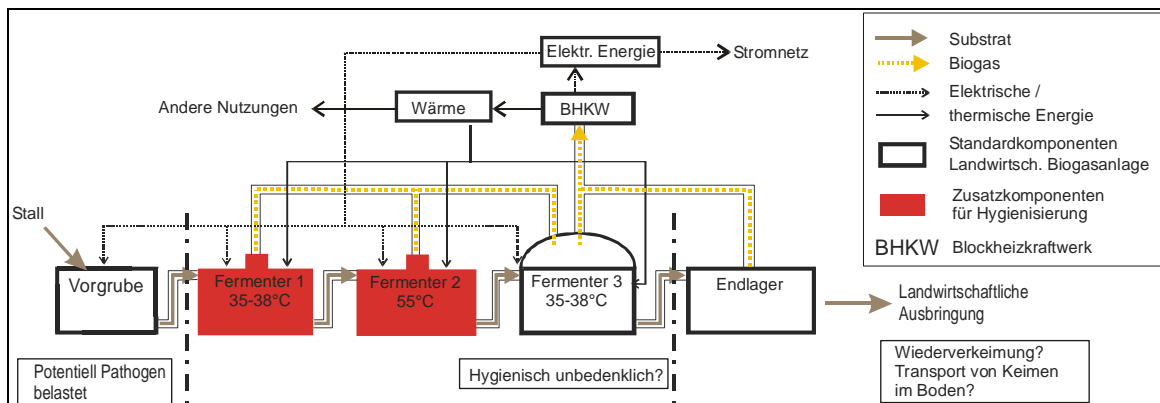 Elektr. Energie
Stromnetz
Andere Nutzungen
Wärme
BHKW
Stall
Vorgrube
Fermenter 1
35-38°C
Fermenter 2
55°C
Fermenter 3
35-38°C
Endlager
Landwirtschaftliche
Ausbringung
Potentiell Pathogen
belastet
Hygienisch unbedenklich?
Wiederverkeimung?
Transport von Keimen
im Boden?
Substrat
Biogas
Elektrische /
thermische Energie
Standardkomponenten
Landwirtsch. Biogasanlage
Zusatzkomponenten
für Hygienisierung
BHKW Blockheizkraftwerk